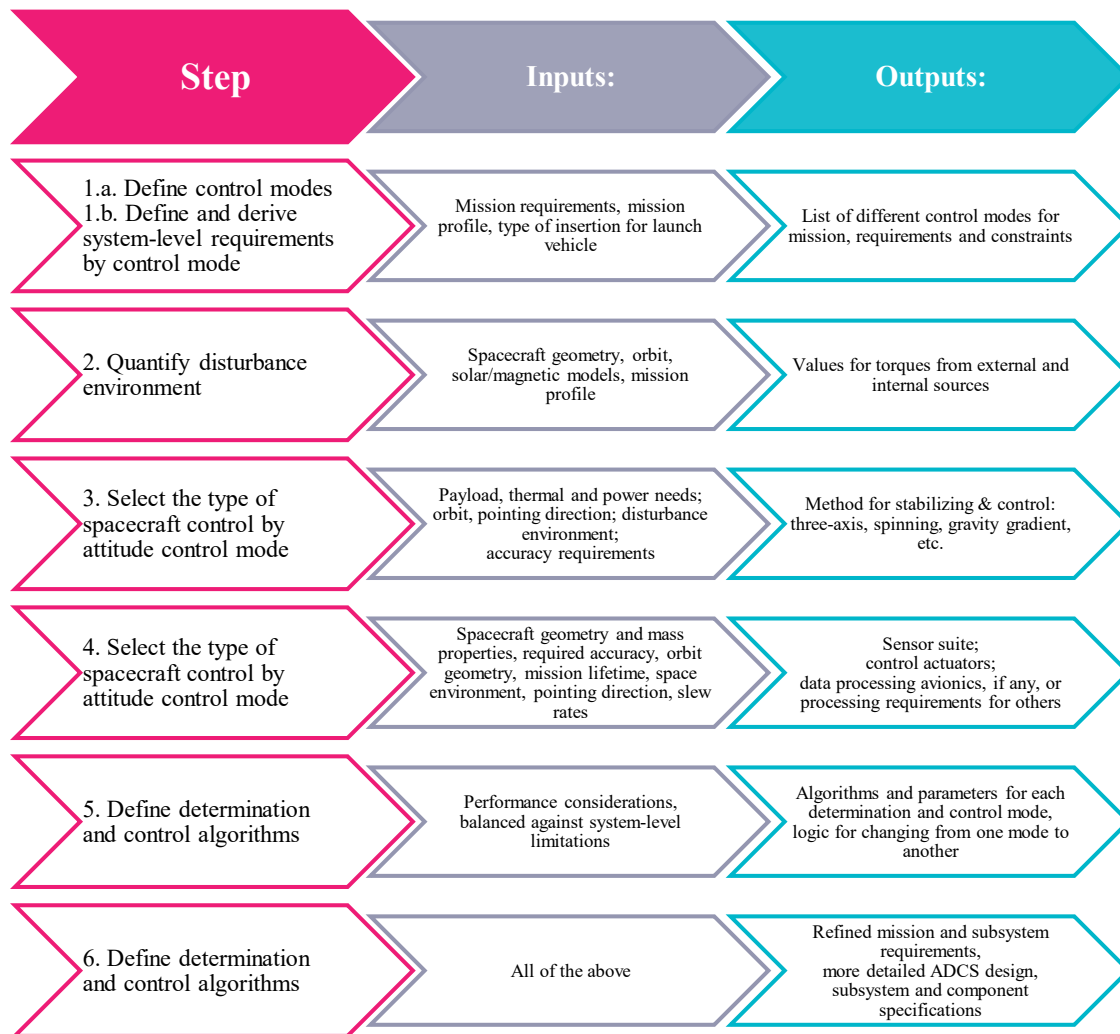 Step
Inputs:
Outputs:
1.a. Define control modes
1.b. Define and derive
system-level requirements
by control mode
Mission requirements, mission
profile, type of insertion for launch
vehicle
List of different control modes for
mission, requirements and constraints
2. Quantify disturbance
environment
Spacecraft geometry, orbit,
solar/magnetic models, mission
profile
Values for torques from external and
internal sources
3. Select the type of
spacecraft control by
attitude control mode
Payload, thermal and power needs;
orbit, pointing direction; disturbance
environment;
accuracy requirements
Method for stabilizing & control:
three-axis, spinning, gravity gradient,
etc.
4. Select the type of
spacecraft control by
attitude control mode
Spacecraft geometry and mass
properties, required accuracy, orbit
geometry, mission lifetime, space
environment, pointing direction, slew
rates
Sensor suite;
control actuators;
data processing avionics, if any, or
processing requirements for others
5. Define determination
and control algorithms
Performance considerations,
balanced against system-level
limitations
Algorithms and parameters for each
determination and control mode,
logic for changing from one mode to
another
6. Define determination
and control algorithms
All of the above
Refined mission and subsystem
requirements,
more detailed ADCS design,
subsystem and component
specifications